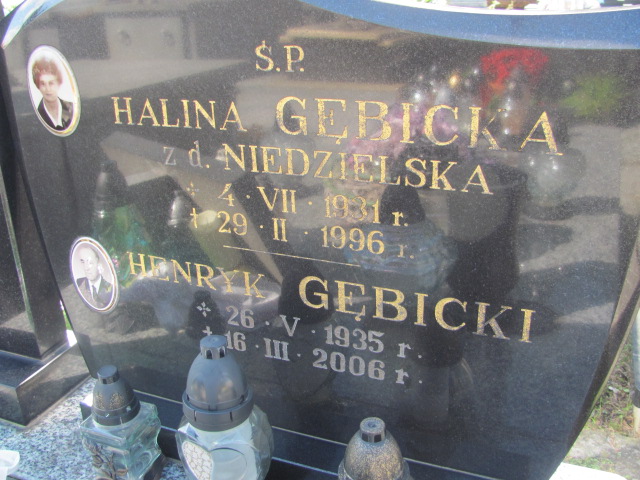 Ś.P.
HALINA GĘBICKA
z d. NIEDZIELSKA
* 4 · VII · 1931 r.
† 29 · II · 1996 r.
HENRYK GĘBICKI
* 26 · V · 1935 r.
† 16 · III · 2006 r.